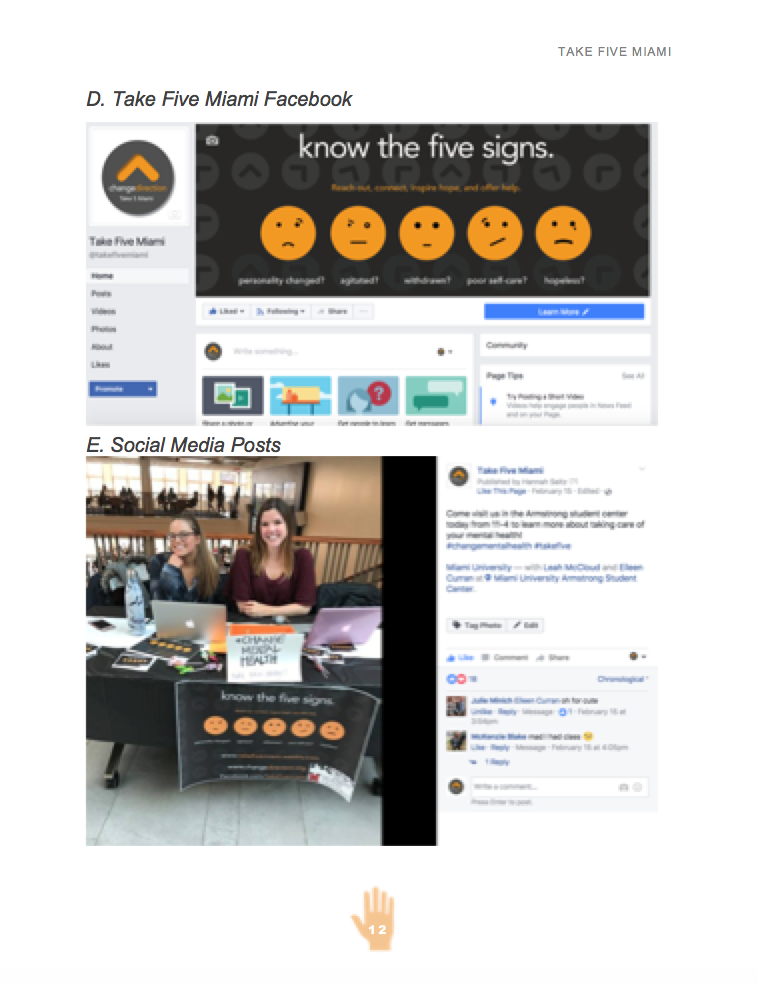 TAKE FIVE MIAMI
D. Take Five Miami Facebook
know the five signs.
Reach out, connect, inspire hope, and offer help.
changedirection
Take 5 Miami
personality changed? agitated? withdrawn? poor self-care? hopeless?
Take Five Miami
@takefivemiami
Home
Posts
Videos
Photos
About
Likes
Promote
Liked Following Share
Learn More
Write something...
Community
Page Tips See All
Try Posting a Short Video
Videos help engage people in News Feed
and on your Page.
Share a photo or Advertise your Get people to learn Get messages
E. Social Media Posts
Take Five Miami
Published by Hannah Seitz
Like This Page · February 15 · Edited
Come visit us in the Armstrong student center
today from 11-4 to learn more about taking care of
your mental health!
#changementalhealth #takefive
Miami University — with Leah McCloud and Eileen
Curran at Miami University Armstrong Student
Center.
Tag Photo Edit
Like Comment Share
18 Chronological
Julie Minich Eileen Curran oh for cute
Unlike · Reply · Message · 1 · February 15 at
3:54pm
McKenzie Blake mad I had class
Like · Reply · Message · February 15 at 4:05pm
1 Reply
Write a comment...
Press Enter to post.
#CHANGE
MENTAL
HEALTH
know the five signs.
www.changedirection.org
12